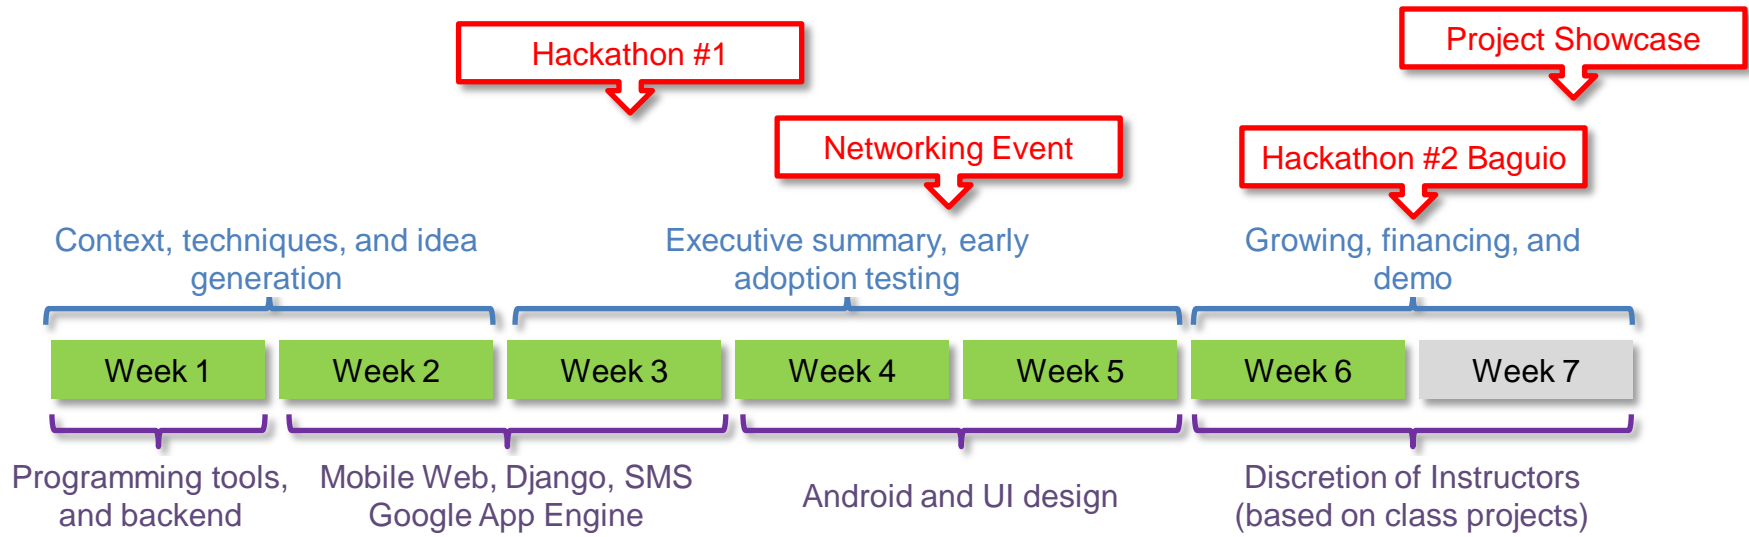 Project Showcase
Hackathon #1
Networking Event
Hackathon #2 Baguio
Context, techniques, and idea
generation
Executive summary, early
adoption testing
Growing, financing, and
demo
Week 1
Week 2
Week 3
Week 4
Week 5
Week 6
Week 7
Programming tools,
and backend
Mobile Web, Django, SMS
Google App Engine
Android and UI design
Discretion of Instructors
(based on class projects)